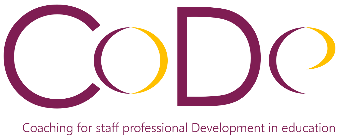 CoDe
Coaching for staff professional Development in education